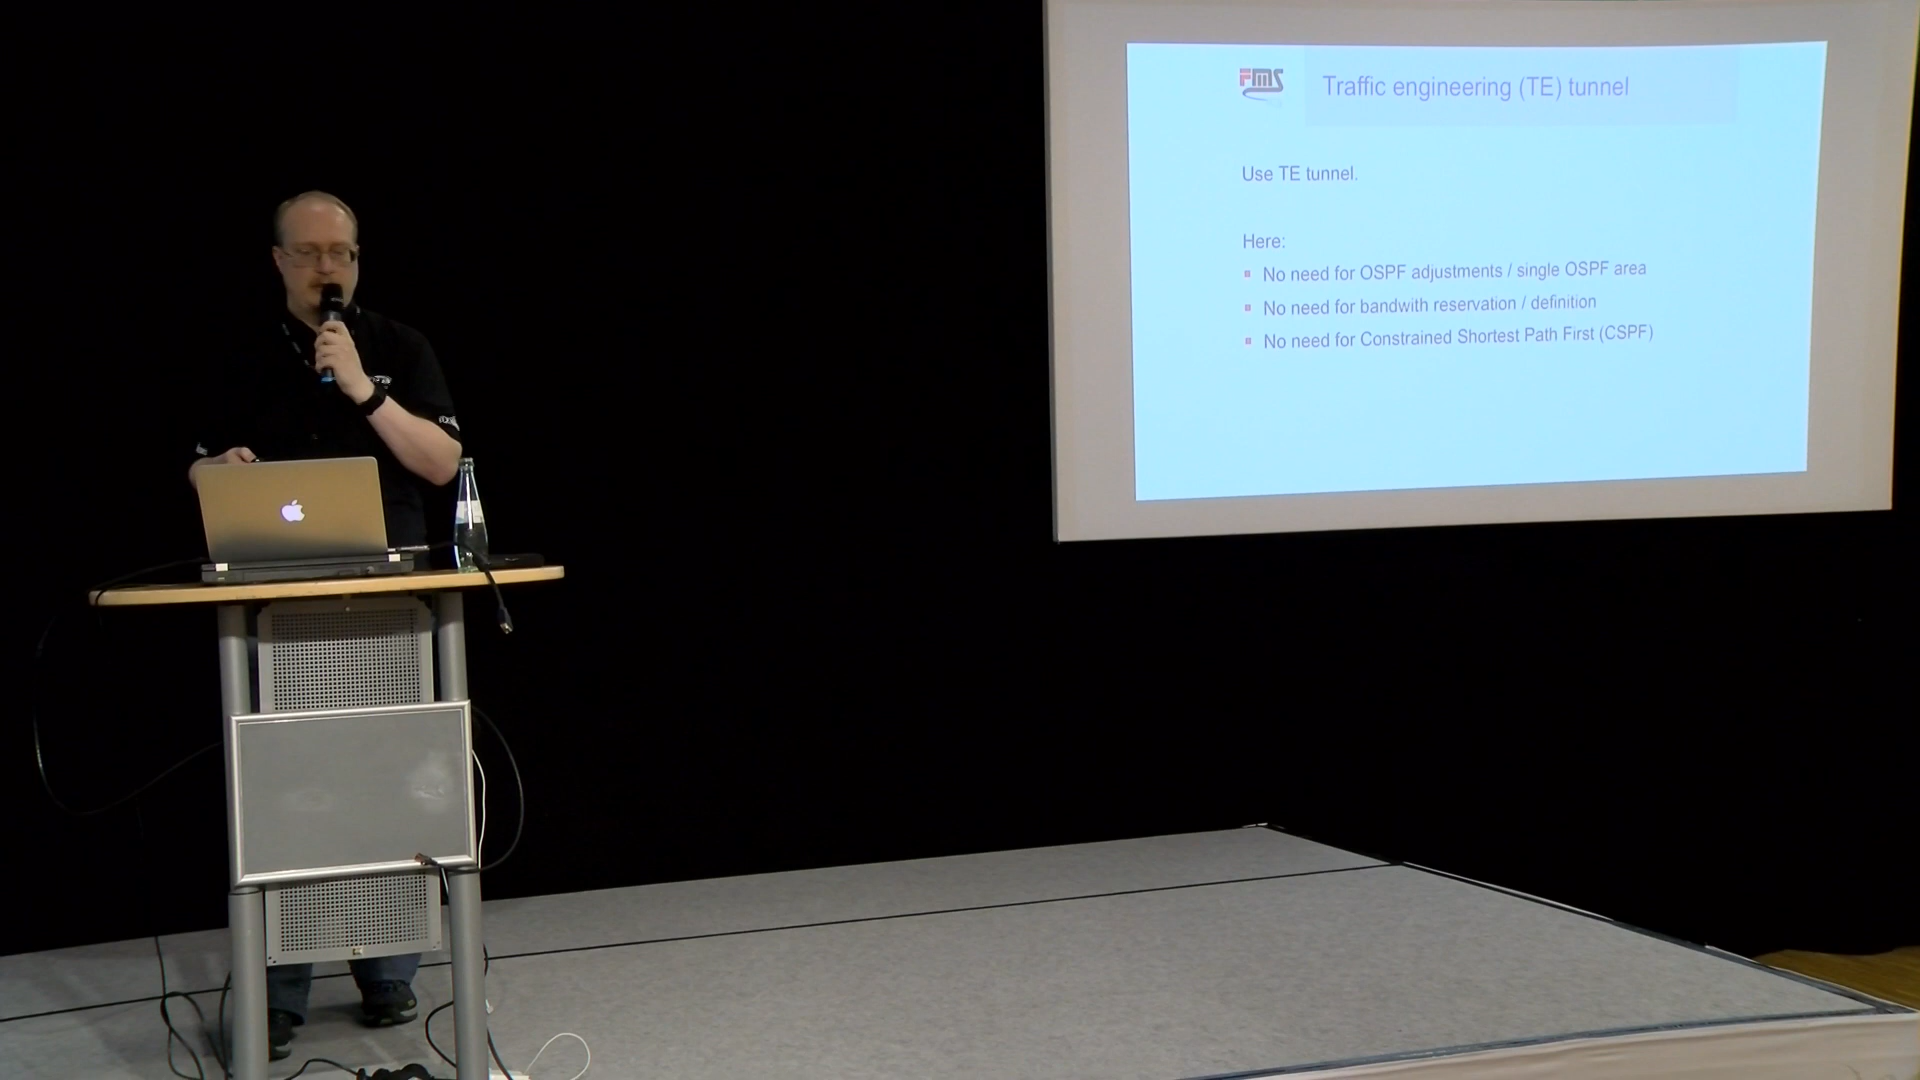 FMS
Traffic engineering (TE) tunnel
Use TE tunnel.
Here:
No need for OSPF adjustments / single OSPF area
No need for bandwith reservation / definition
No need for Constrained Shortest Path First (CSPF)